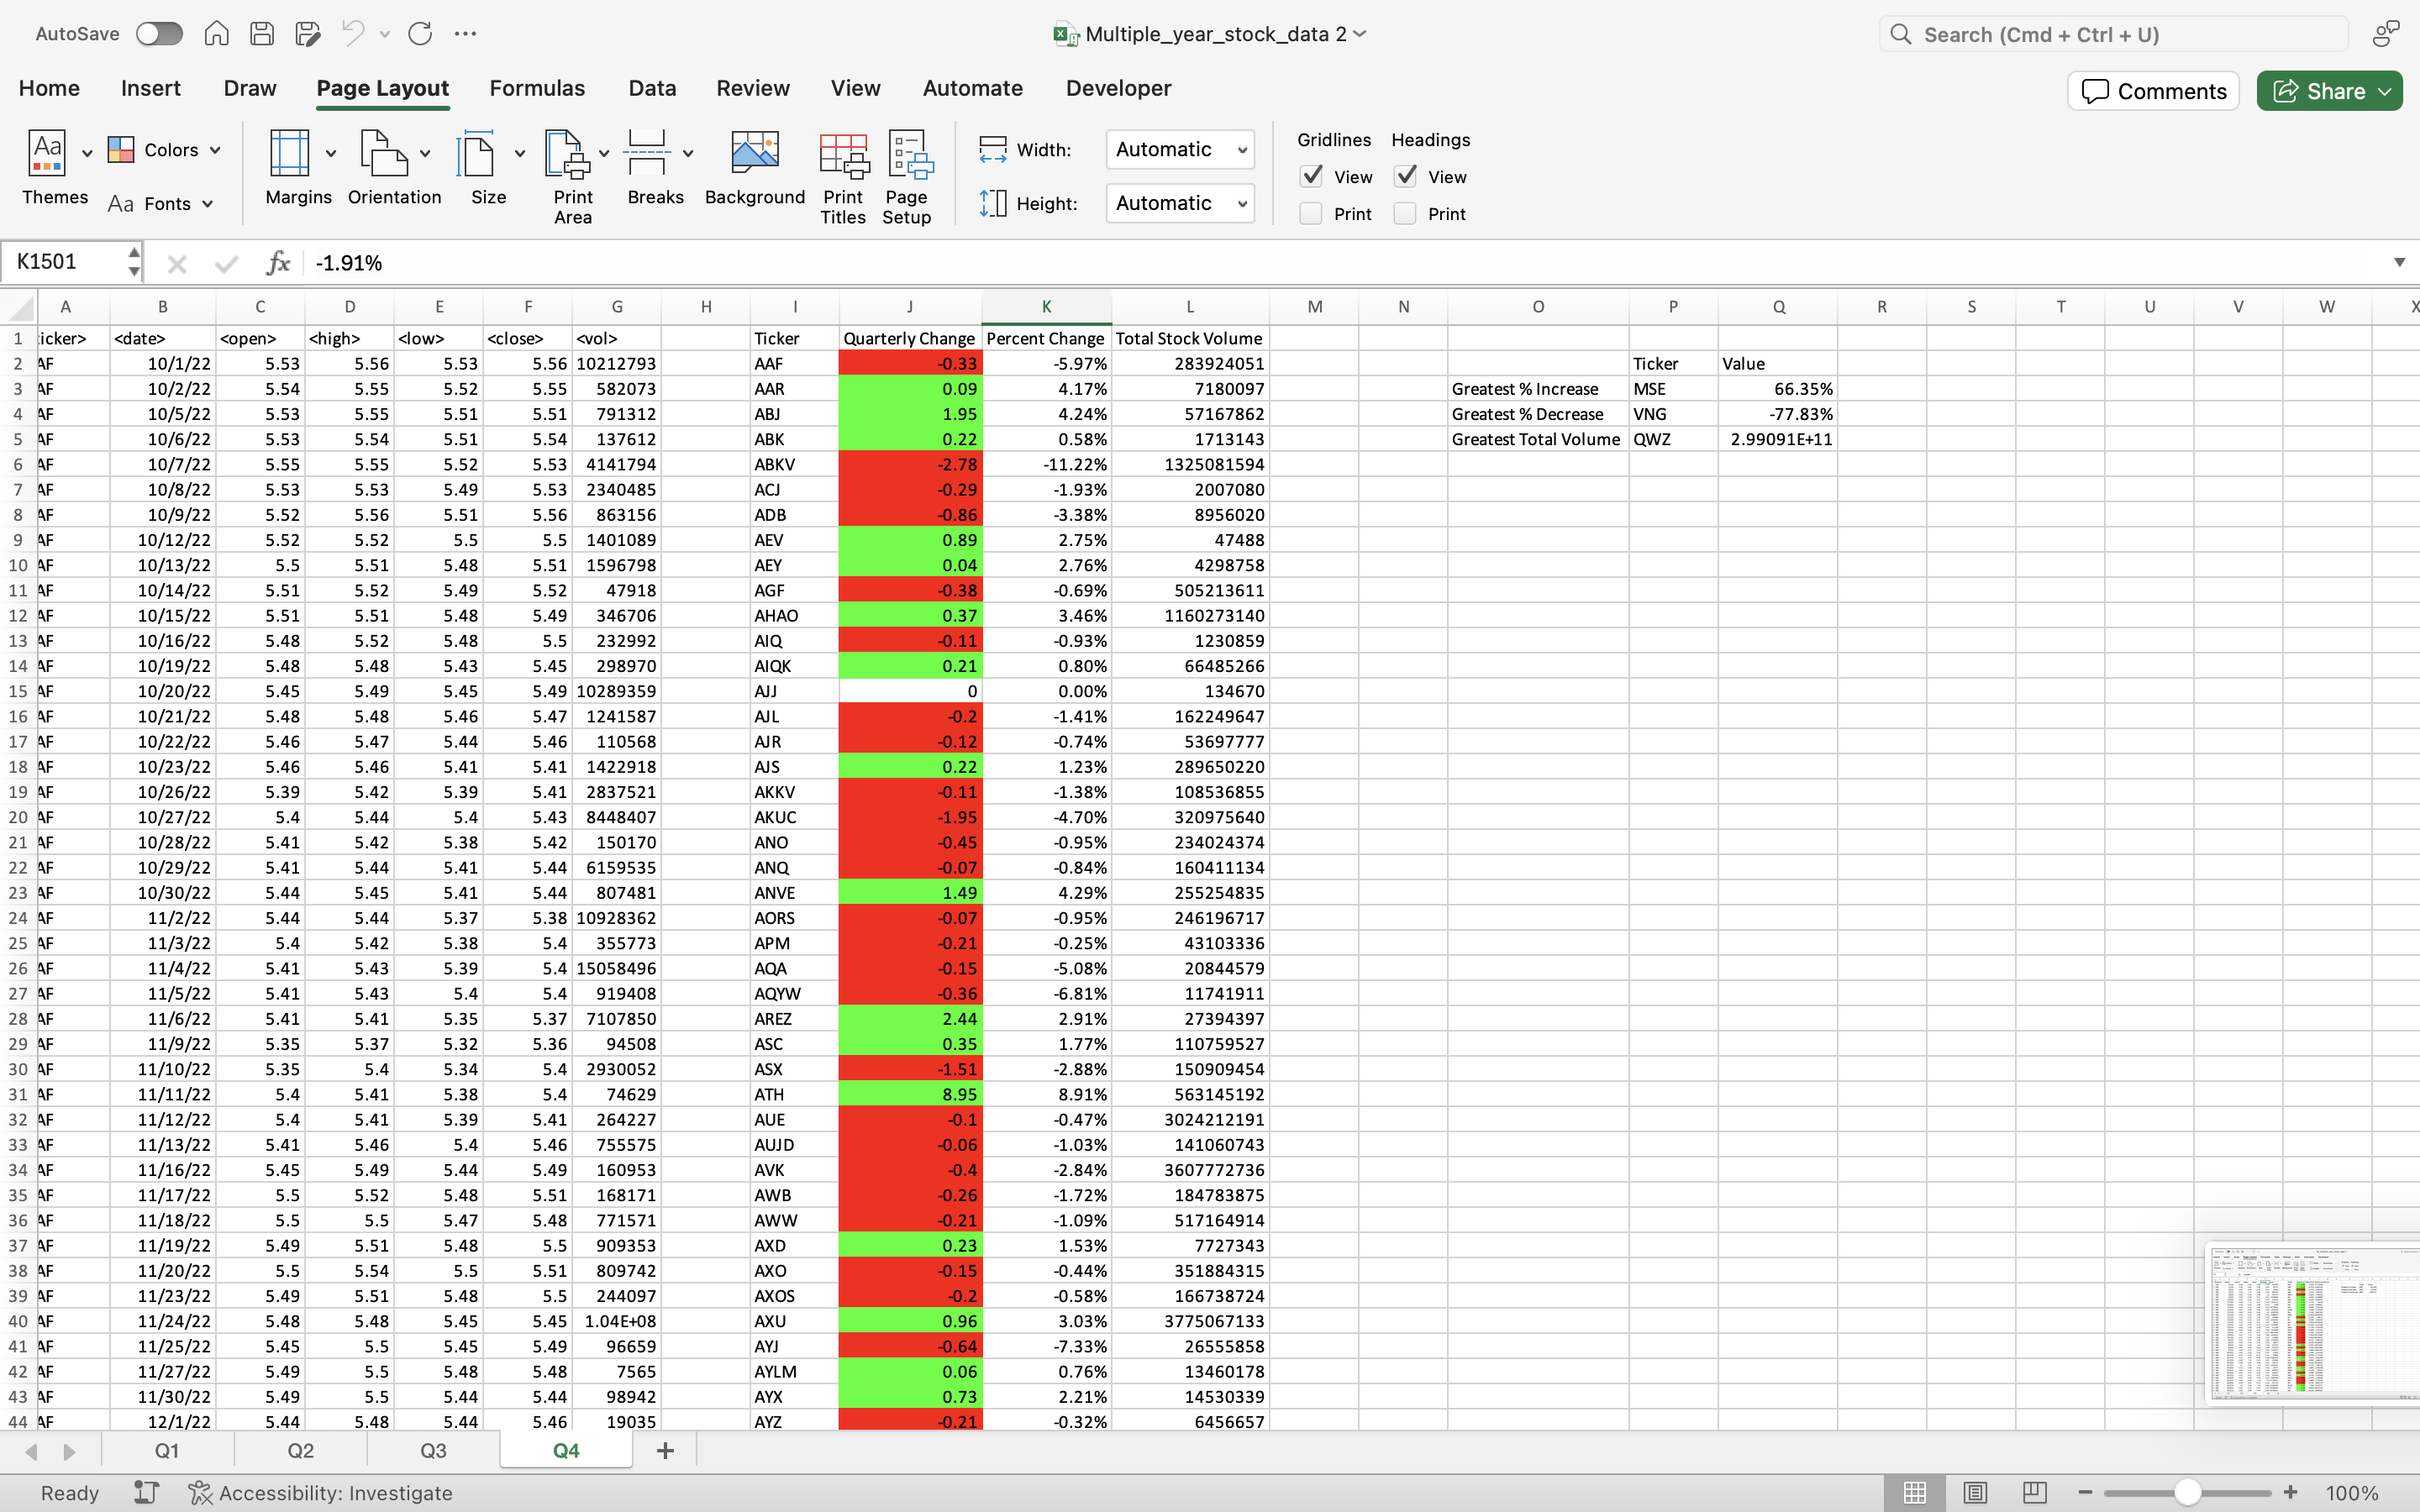 AutoSave Multiple_year_stock_data 2 Search (Cmd + Ctrl + U)
Home Insert Draw Page Layout Formulas Data Review View Automate Developer Comments Share
Themes Colors Aa Fonts Margins Orientation Size Print Area Breaks Background Print Titles Page Setup Width: Automatic Height: Automatic Gridlines View Print Headings View Print
K1501 fx -1.91%
A B C D E F G H I J K L M N O P Q R S T U V W X
1 icker> <date> <open> <high> <low> <close> <vol> Ticker Quarterly Change Percent Change Total Stock Volume
2 AF 10/1/22 5.53 5.56 5.53 5.56 10212793 AAF -0.33 -5.97% 283924051 Ticker Value
3 AF 10/2/22 5.54 5.55 5.52 5.55 582073 AAR 0.09 4.17% 7180097 Greatest % Increase MSE 66.35%
4 AF 10/5/22 5.53 5.55 5.51 5.51 791312 ABJ 1.95 4.24% 57167862 Greatest % Decrease VNG -77.83%
5 AF 10/6/22 5.53 5.54 5.51 5.54 137612 ABK 0.22 0.58% 1713143 Greatest Total Volume QWZ 2.99091E+11
6 AF 10/7/22 5.55 5.55 5.52 5.53 4141794 ABKV -2.78 -11.22% 1325081594
7 AF 10/8/22 5.53 5.53 5.49 5.53 2340485 ACJ -0.29 -1.93% 2007080
8 AF 10/9/22 5.52 5.56 5.51 5.56 863156 ADB -0.86 -3.38% 8956020
9 AF 10/12/22 5.52 5.52 5.5 5.5 1401089 AEV 0.89 2.75% 47488
10 AF 10/13/22 5.5 5.51 5.48 5.51 1596798 AEY 0.04 2.76% 4298758
11 AF 10/14/22 5.51 5.52 5.49 5.52 47918 AGF -0.38 -0.69% 505213611
12 AF 10/15/22 5.51 5.51 5.48 5.49 346706 AHAO 0.37 3.46% 1160273140
13 AF 10/16/22 5.48 5.52 5.48 5.5 232992 AIQ -0.11 -0.93% 1230859
14 AF 10/19/22 5.48 5.48 5.43 5.45 298970 AIQK 0.21 0.80% 66485266
15 AF 10/20/22 5.45 5.49 5.45 5.49 10289359 AJJ 0 0.00% 134670
16 AF 10/21/22 5.48 5.48 5.46 5.47 1241587 AJL -0.2 -1.41% 162249647
17 AF 10/22/22 5.46 5.47 5.44 5.46 110568 AJR -0.12 -0.74% 53697777
18 AF 10/23/22 5.46 5.46 5.41 5.41 1422918 AJS 0.22 1.23% 289650220
19 AF 10/26/22 5.39 5.42 5.39 5.41 2837521 AKKV -0.11 -1.38% 108536855
20 AF 10/27/22 5.4 5.44 5.4 5.43 8448407 AKUC -1.95 -4.70% 320975640
21 AF 10/28/22 5.41 5.42 5.38 5.42 150170 ANO -0.45 -0.95% 234024374
22 AF 10/29/22 5.41 5.44 5.41 5.44 6159535 ANQ -0.07 -0.84% 160411134
23 AF 10/30/22 5.44 5.45 5.41 5.44 807481 ANVE 1.49 4.29% 255254835
24 AF 11/2/22 5.44 5.44 5.37 5.38 10928362 AORS -0.07 -0.95% 246196717
25 AF 11/3/22 5.4 5.42 5.38 5.4 355773 APM -0.21 -0.25% 43103336
26 AF 11/4/22 5.41 5.43 5.39 5.4 15058496 AQA -0.15 -5.08% 20844579
27 AF 11/5/22 5.41 5.43 5.4 5.4 919408 AQYW -0.36 -6.81% 11741911
28 AF 11/6/22 5.41 5.41 5.35 5.37 7107850 AREZ 2.44 2.91% 27394397
29 AF 11/9/22 5.35 5.37 5.32 5.36 94508 ASC 0.35 1.77% 110759527
30 AF 11/10/22 5.35 5.4 5.34 5.4 2930052 ASX -1.51 -2.88% 150909454
31 AF 11/11/22 5.4 5.41 5.38 5.4 74629 ATH 8.95 8.91% 563145192
32 AF 11/12/22 5.4 5.41 5.39 5.41 264227 AUE -0.1 -0.47% 3024212191
33 AF 11/13/22 5.41 5.46 5.4 5.46 755575 AUJD -0.06 -1.03% 141060743
34 AF 11/16/22 5.45 5.49 5.44 5.49 160953 AVK -0.4 -2.84% 3607772736
35 AF 11/17/22 5.5 5.52 5.48 5.51 168171 AWB -0.26 -1.72% 184783875
36 AF 11/18/22 5.5 5.5 5.47 5.48 771571 AWW -0.21 -1.09% 517164914
37 AF 11/19/22 5.49 5.51 5.48 5.5 909353 AXD 0.23 1.53% 7727343
38 AF 11/20/22 5.5 5.54 5.5 5.51 809742 AXO -0.15 -0.44% 351884315
39 AF 11/23/22 5.49 5.51 5.48 5.5 244097 AXOS -0.2 -0.58% 166738724
40 AF 11/24/22 5.48 5.48 5.45 5.45 1.04E+08 AXU 0.96 3.03% 3775067133
41 AF 11/25/22 5.45 5.5 5.45 5.49 96659 AYJ -0.64 -7.33% 26555858
42 AF 11/27/22 5.49 5.5 5.48 5.48 7565 AYLM 0.06 0.76% 13460178
43 AF 11/30/22 5.49 5.5 5.44 5.44 98942 AYX 0.73 2.21% 14530339
44 AF 12/1/22 5.44 5.48 5.44 5.46 19035 AYZ -0.21 -0.32% 6456657
Q1 Q2 Q3 Q4 +
Ready Accessibility: Investigate 100%